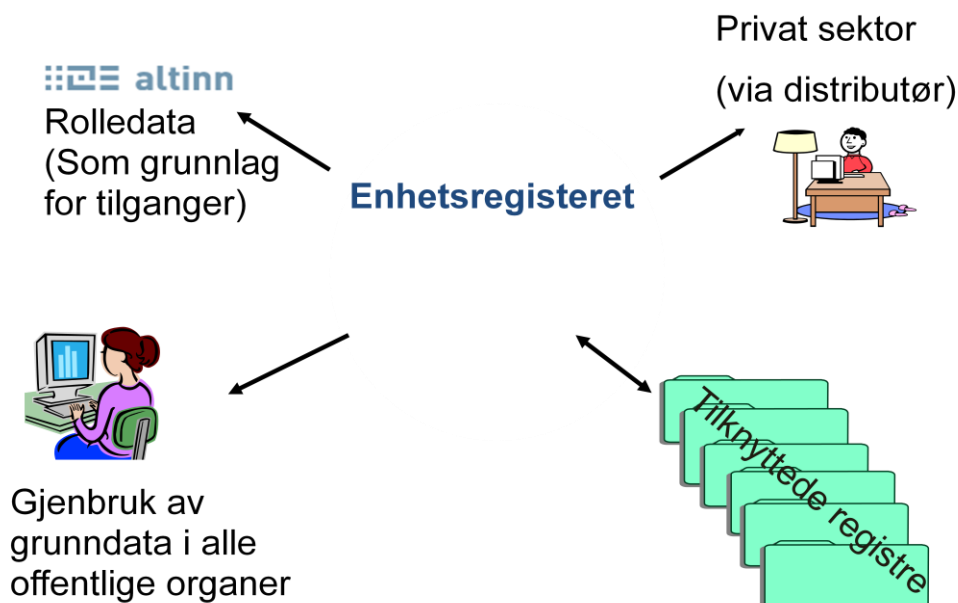 altinn
Rolledata
(Som grunnlag
for tilganger)
Privat sektor
(via distributør)
Enhetsregisteret
Gjenbruk av
grunndata i alle
offentlige organer
Tilknyttede registre